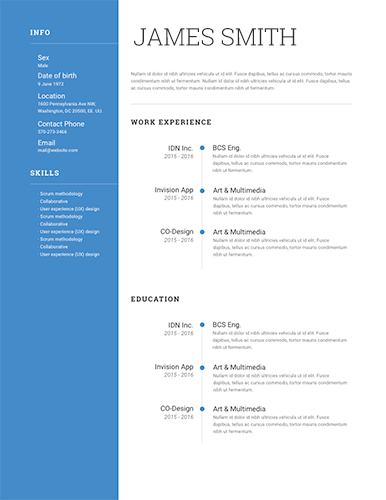 INFO
Sex
Male
Date of birth
9 June 1972
Location
1600 Pennsylvania Ave NW,
Washington, DC 20500, EE. UU
Contact Phone
570-273-3466
Email
mail@website.com
SKILLS
· Scrum methodology
· Collaborative
· User experience (UX) design
· Scrum methodology
· Collaborative
· User experience (UX) design
· Scrum methodology
· Collaborative
· User experience (UX) design
JAMES SMITH
Nullam id dolor id nibh ultricies vehicula ut id elit. Fusce dapibus, tellus ac cursus commodo, tortor mauris
condimentum nibh ut fermentum. Nullam id dolor id nibh ultricies vehicula ut id elit. Fusce dapibus, tellus ac
cursus commodo, tortor mauris condimentum nibh ut fermentum.
WORK EXPERIENCE
IDN Inc.
2015 - 2016
BCS Eng.
Nullam id dolor id nibh ultricies vehicula ut id elit. Fusce
dapibus, tellus ac cursus commodo, tortor mauris condimentum
nibh ut fermentum.
Invision App
2015 - 2016
Art & Multimedia
Nullam id dolor id nibh ultricies vehicula ut id elit. Fusce
dapibus, tellus ac cursus commodo, tortor mauris condimentum
nibh ut fermentum.
CO-Design
2015 - 2016
Art & Multimedia
Nullam id dolor id nibh ultricies vehicula ut id elit. Fusce
dapibus, tellus ac cursus commodo, tortor mauris condimentum
nibh ut fermentum.
EDUCATION
IDN Inc.
2015 - 2016
BCS Eng.
Nullam id dolor id nibh ultricies vehicula ut id elit. Fusce
dapibus, tellus ac cursus commodo, tortor mauris condimentum
nibh ut fermentum.
Invision App
2015 - 2016
Art & Multimedia
Nullam id dolor id nibh ultricies vehicula ut id elit. Fusce
dapibus, tellus ac cursus commodo, tortor mauris condimentum
nibh ut fermentum.
CO-Design
2015 - 2016
Art & Multimedia
Nullam id dolor id nibh ultricies vehicula ut id elit. Fusce
dapibus, tellus ac cursus commodo, tortor mauris condimentum
nibh ut fermentum.